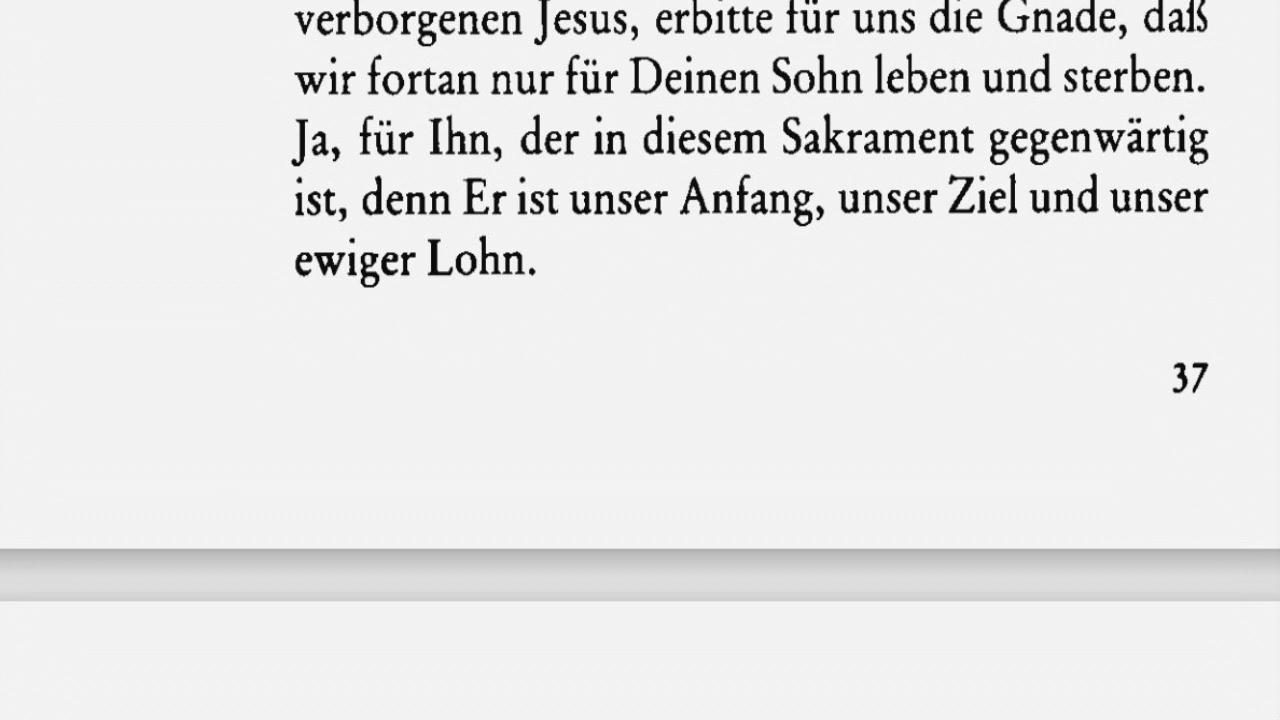 verborgenen Jesus, erbitte für uns die Gnade, daß
wir fortan nur für Deinen Sohn leben und sterben.
Ja, für Ihn, der in diesem Sakrament gegenwärtig
ist, denn Er ist unser Anfang, unser Ziel und unser
ewiger Lohn.
37